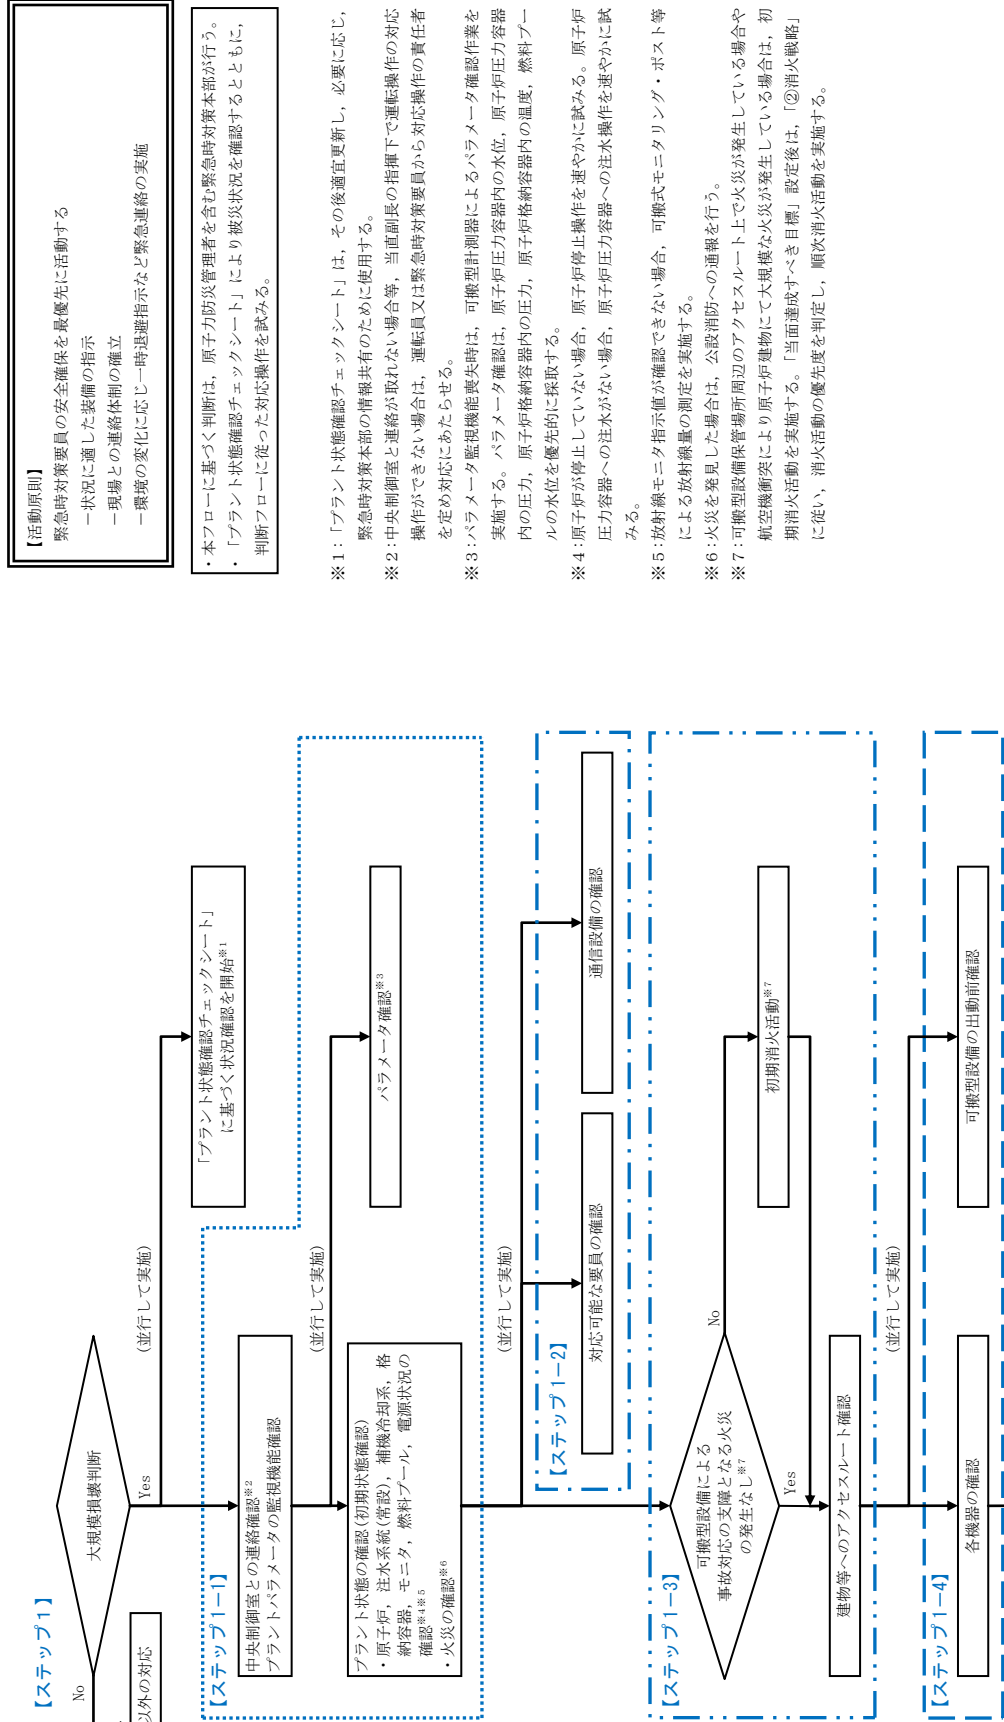 【ステップ1】
大規模損壊判断
No
Yes
以外の対応
(並行して実施)
「プラント状態確認チェックシート」
に基づく状況確認を開始※1
【ステップ1-1】
中央制御室との連絡確認※2
プラントパラメータの監視機能確認
(並行して実施)
パラメータ確認※3
プラント状態の確認(初期状態確認)
・原子炉，注水系統(常設)，補機冷却系，格
納容器，モニタ，燃料プール，電源状況の
確認※4※5
・火災の確認※6
(並行して実施)
【ステップ1-2】
対応可能な要員の確認
通信設備の確認
【ステップ1-3】
可搬型設備による
事故対応の支障となる火災
の発生なし※7
No
Yes
初期消火活動※7
建物等へのアクセスルート確認
(並行して実施)
【ステップ1-4】
各機器の確認
可搬型設備の出動前確認
【活動原則】
緊急時対策要員の安全確保を最優先に活動する
－状況に適した装備の指示
－現場との連絡体制の確立
－環境の変化に応じ一時退避指示など緊急連絡の実施
・本フローに基づく判断は，原子力防災管理者を含む緊急時対策本部が行う。
・「プラント状態確認チェックシート」により被災状況を確認するとともに，
判断フローに従った対応操作を試みる。
※1：「プラント状態確認チェックシート」は，その後適宜更新し，必要に応じ，
緊急時対策本部の情報共有のために使用する。
※2：中央制御室と連絡が取れない場合等，当直副長の指揮下で運転操作の対応
操作ができない場合は，運転員又は緊急時対策要員から対応操作の責任者
を定め対応にあたらせる。
※3：パラメータ監視機能喪失時は，可搬型計測器によるパラメータ確認作業を
実施する。パラメータ確認は，原子炉圧力容器内の水位，原子炉圧力容器
内の圧力，原子炉格納容器内の圧力，原子炉格納容器内の温度，燃料プー
ルの水位を優先的に採取する。
※4：原子炉が停止していない場合，原子炉停止操作を速やかに試みる。原子炉
圧力容器への注水がない場合，原子炉圧力容器への注水操作を速やかに試
みる。
※5：放射線モニタ指示値が確認できない場合，可搬式モニタリング・ポスト等
による放射線量の測定を実施する。
※6：火災を発見した場合は，公設消防への通報を行う。
※7：可搬型設備保管場所周辺のアクセスルート上で火災が発生している場合や
航空機衝突により原子炉建物にて大規模な火災が発生している場合は，初
期消火活動を実施する。「当面達成すべき目標」設定後は，「②消火戦略」
に従い，消火活動の優先度を判定し，順次消火活動を実施する。